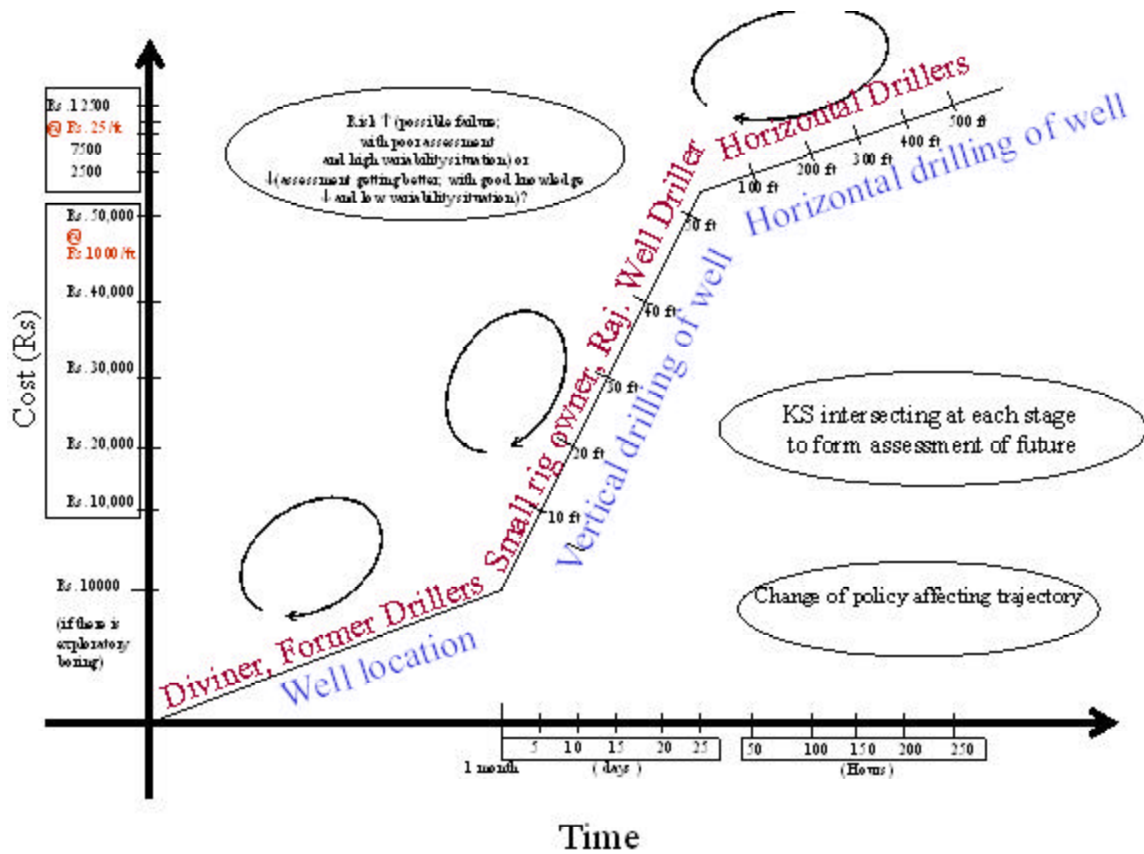 Rs. 12500
@ Rs. 25/ft
7500
2500
Rs. 50,000
@
Rs 1000/ft
Rs. 40,000
Rs. 30,000
Rs. 20,000
Rs. 10,000
Rs. 10000
(if there is
exploratory
boring)
Cost (Rs)
Risk ↑ (possible failure;
with poor assessment
and high variability situation) or
↓(assessment getting better; with good knowledge
↓ and low variability situation)?
Horizontal Drillers
100 ft
200 ft
300 ft
400 ft
500 ft
Horizontal drilling of well
Small rig owner, Raj. Well Driller
10 ft
20 ft
30 ft
40 ft
50 ft
Vertical drilling of well
KS intersecting at each stage
to form assessment of future
Change of policy affecting trajectory
Diviner, Former Drillers
Well location
1 month
5 10 15 20 25
(days)
50 100 150 200 250
(Hours)
Time